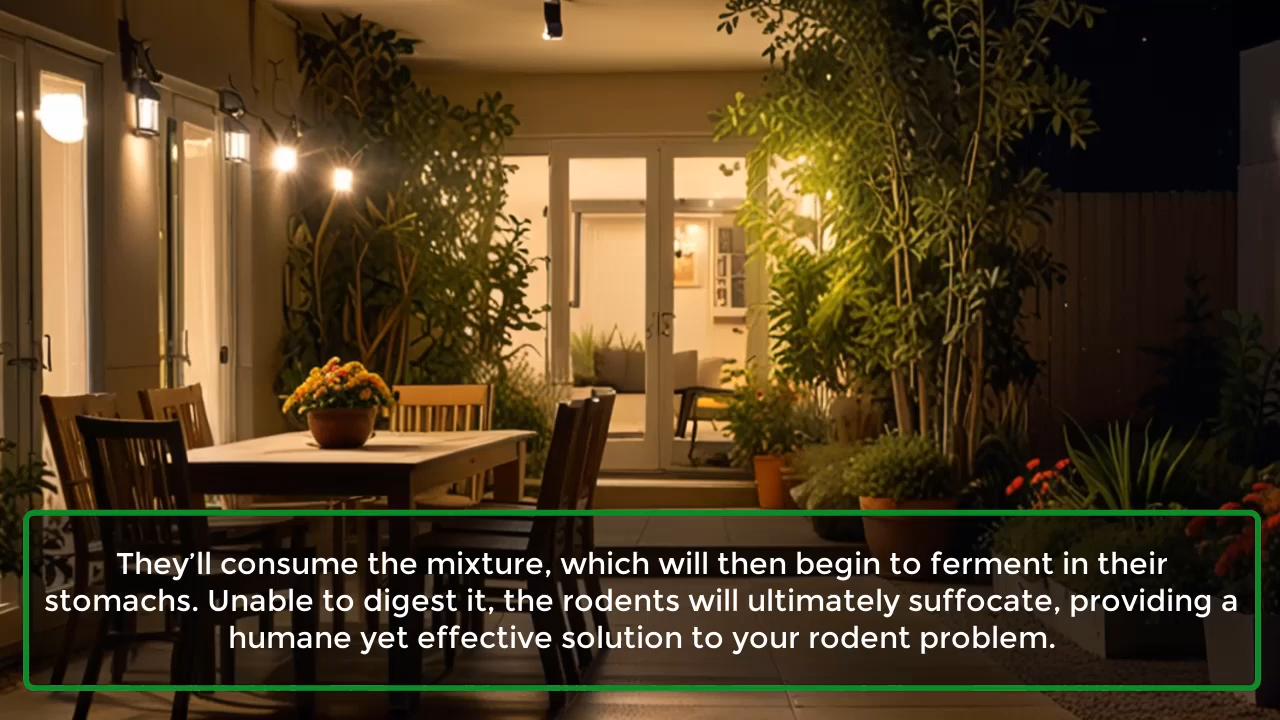 They’ll consume the mixture, which will then begin to ferment in their
stomachs. Unable to digest it, the rodents will ultimately suffocate, providing a
humane yet effective solution to your rodent problem.